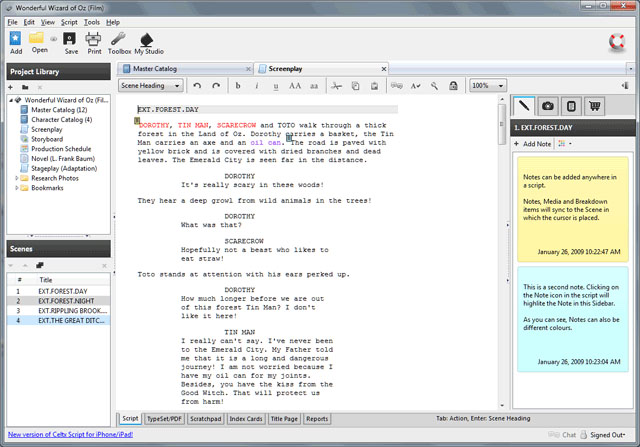 Wonderful Wizard of Oz (Film)
File Edit View Script Tools Help
Add Open Save Print Toolbox My Studio
Project Library
Wonderful Wizard of Oz (Film
Master Catalog (12)
Character Catalog (4)
Screenplay
Storyboard
Production Schedule
Novel (L. Frank Baum)
Stageplay (Adaptation)
Research Photos
Bookmarks
Scenes
# Title
1 EXT.FOREST.DAY
2 EXT.FOREST.NIGHT
3 EXT.RIPPLING BROOK....
4 EXT.THE GREAT DITC...
Master Catalog Screenplay
Scene Heading b i u AA aa A 100%
EXT.FOREST.DAY
DOROTHY, TIN MAN, SCARECROW and TOTO walk through a thick
forest in the Land of Oz. Dorothy carries a basket, the Tin
Man carries an axe and an oil can. The road is paved with
yellow brick and is covered with dried branches and dead
leaves. The Emerald City is seen far in the distance.
DOROTHY
It's really scary in these woods!
They hear a deep growl from wild animals in the trees!
DOROTHY
What was that?
SCARECROW
Hopefully not a beast who likes to
eat straw!
Toto stands at attention with his ears perked up.
DOROTHY
How much longer before we are out
of this forest Tin Man? I don't
like it here!
TIN MAN
I really can't say. I've never been
to the Emerald City. My Father told
me that it is a long and dangerous
journey! I am not worried because I
have my oil can for my joints.
Besides, you have the kiss from the
Good Witch. That will protect us
from harm!
Script TypeSet/PDF Scratchpad Index Cards Title Page Reports
Tab: Action, Enter: Scene Heading
1. EXT.FOREST.DAY
Add Note
Notes can be added anywhere in
a script.
Notes, Media and Breakdown
items will sync to the Scene in
which the cursor is placed.
January 26, 2009 10:22:47 AM
This is a second note. Clicking on
the Note icon in the script will
highlite the Note in this Sidebar.
As you can see, Notes can also be
different colours.
January 26, 2009 10:23:04 AM
New version of Celtx Script for iPhone/iPad!
Chat Signed Out